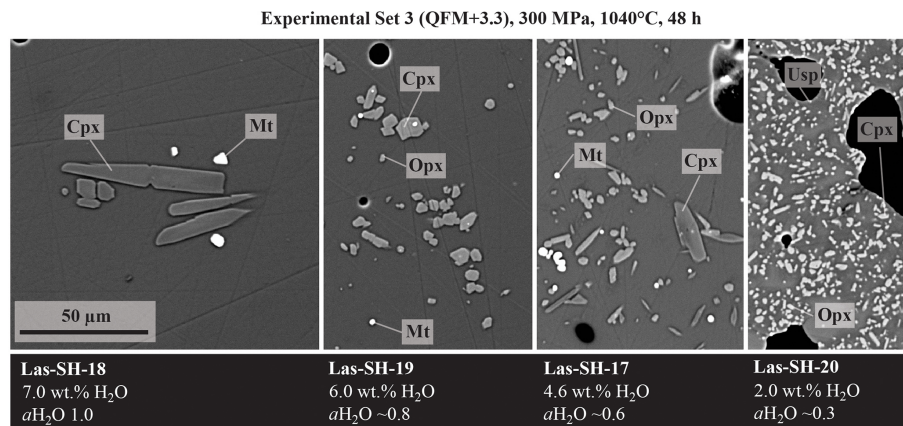 Experimental Set 3 (QFM+3.3), 300 MPa, 1040°C, 48 h
Cpx
Mt
50 µm
Cpx
Opx
Mt
Opx
Mt
Cpx
Usp
Cpx
Opx
Las-SH-18
7.0 wt.% H₂O
aH₂O 1.0
Las-SH-19
6.0 wt.% H₂O
aH₂O ~0.8
Las-SH-17
4.6 wt.% H₂O
aH₂O ~0.6
Las-SH-20
2.0 wt.% H₂O
aH₂O ~0.3